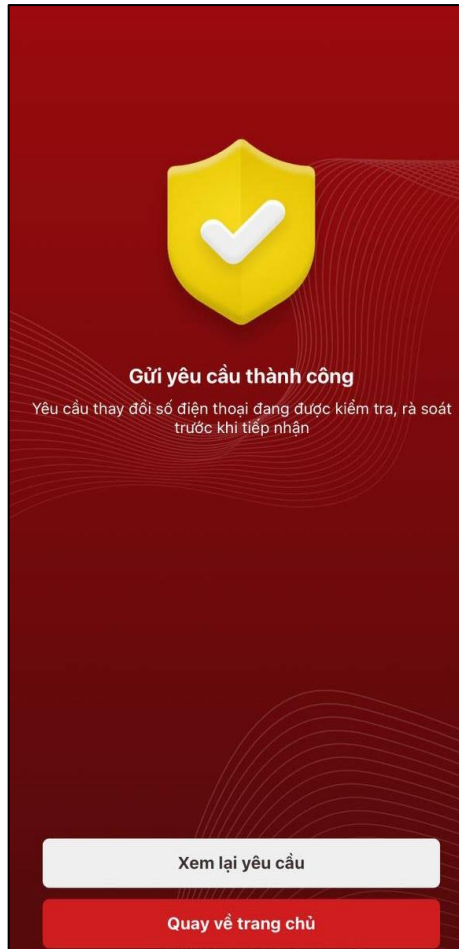 Gửi yêu cầu thành công
Yêu cầu thay đổi số điện thoại đang được kiểm tra, rà soát
trước khi tiếp nhận
Xem lại yêu cầu
Quay về trang chủ